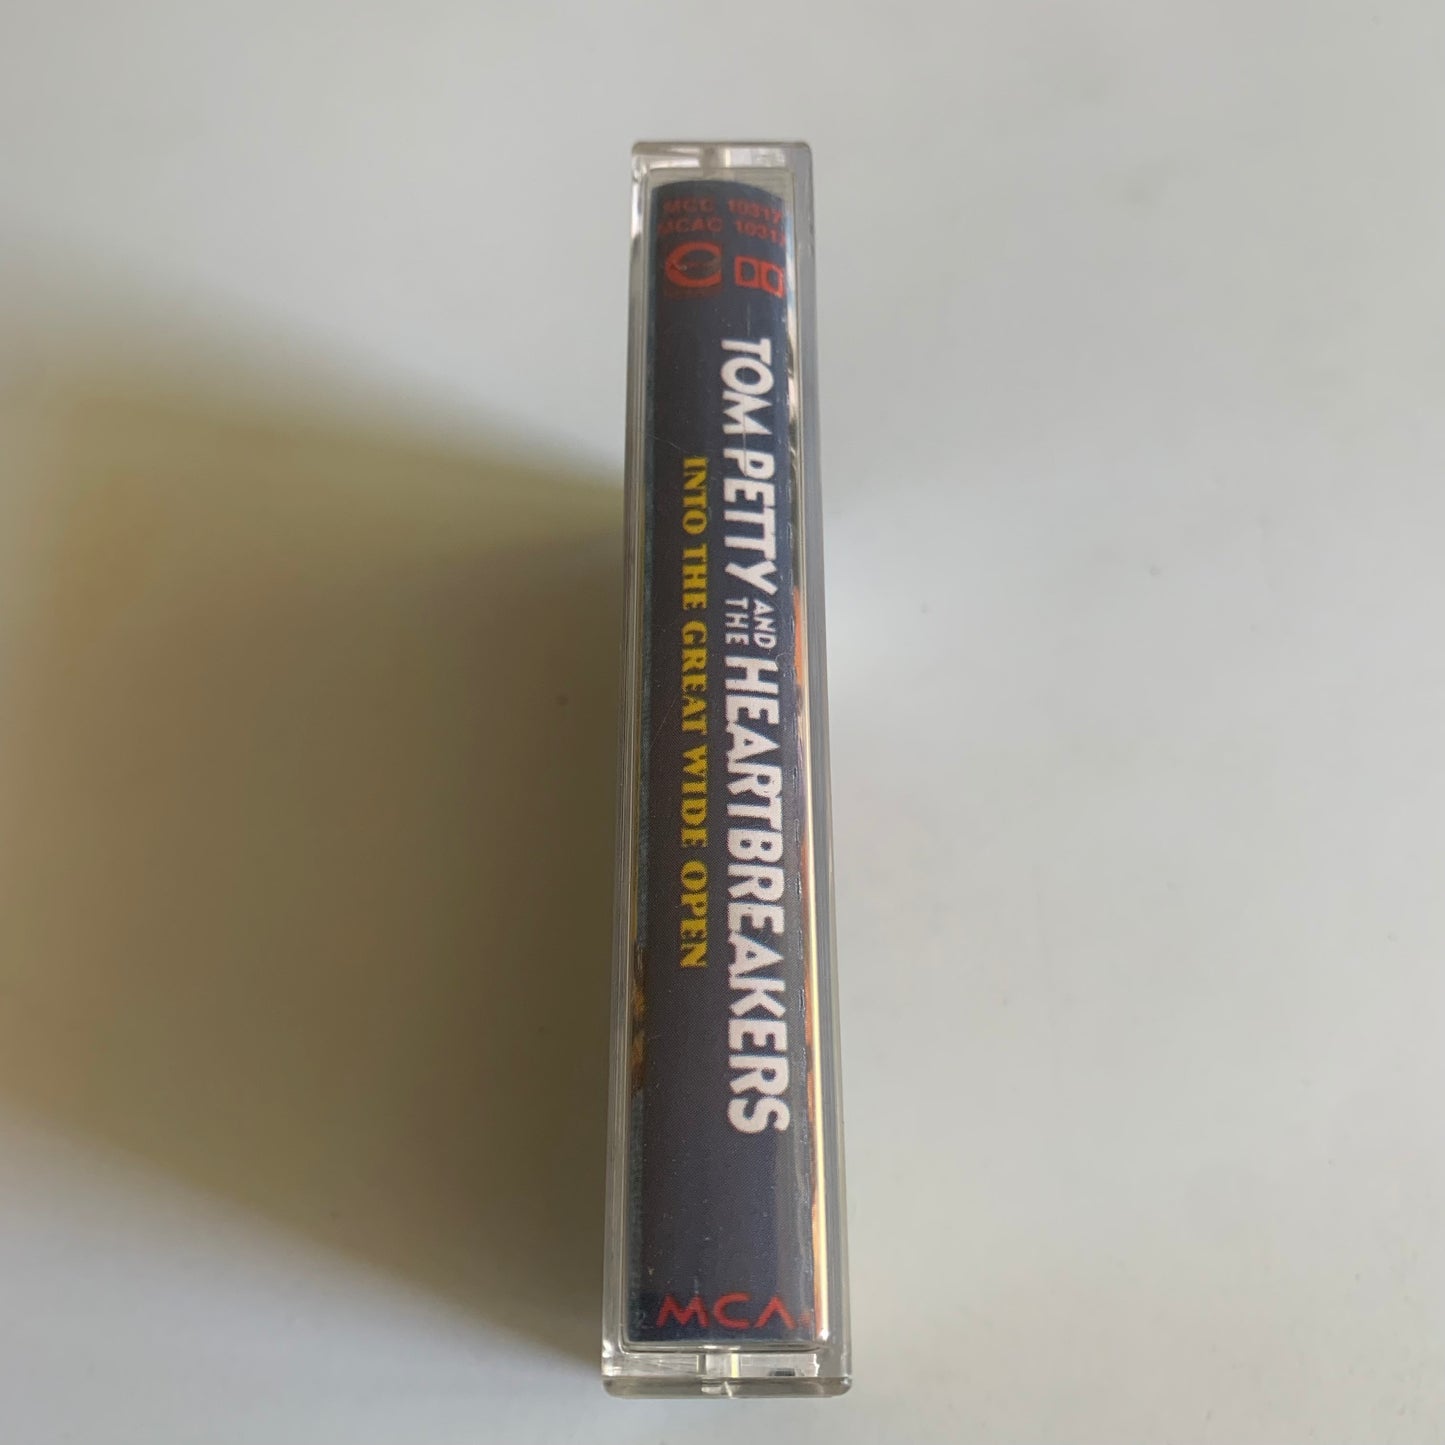 MCC 10317
MCAC 10317
TOM PETTY AND THE HEARTBREAKERS
INTO THE GREAT WIDE OPEN
MCA